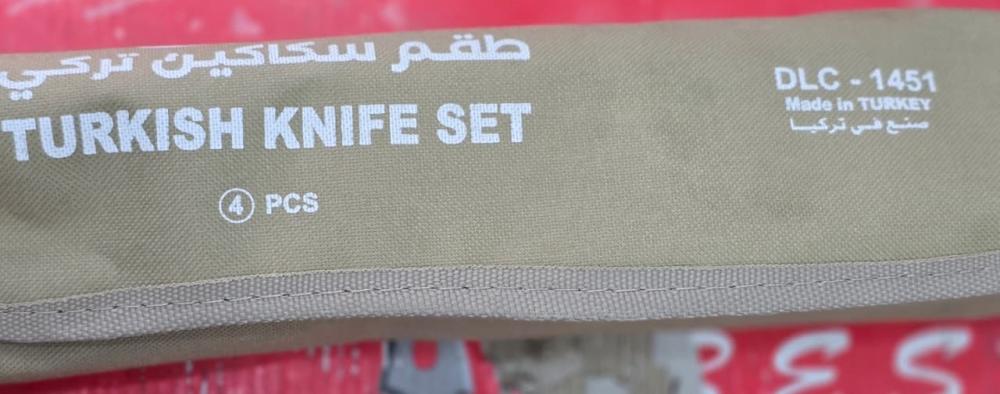 طقم سكاكين تركي
TURKISH KNIFE SET
4 PCS
DLC - 1451
Made in TURKEY
صنع في تركيا